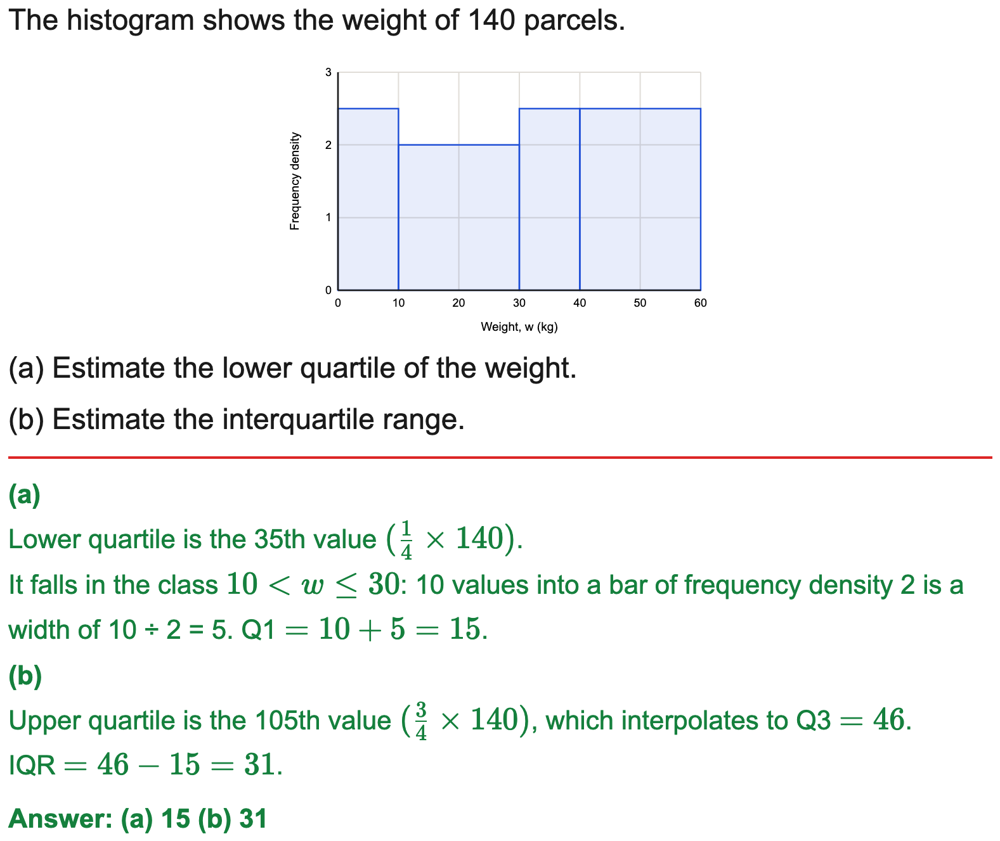 The histogram shows the weight of 140 parcels.
3
2
1
0
Frequency density
0 10 20 30 40 50 60
Weight, w (kg)
(a) Estimate the lower quartile of the weight.
(b) Estimate the interquartile range.
(a)
Lower quartile is the 35th value (1/4 × 140).
It falls in the class 10 < w ≤ 30: 10 values into a bar of frequency density 2 is a
width of 10 ÷ 2 = 5. Q1 = 10 + 5 = 15.
(b)
Upper quartile is the 105th value (3/4 × 140), which interpolates to Q3 = 46.
IQR = 46 − 15 = 31.
Answer: (a) 15 (b) 31